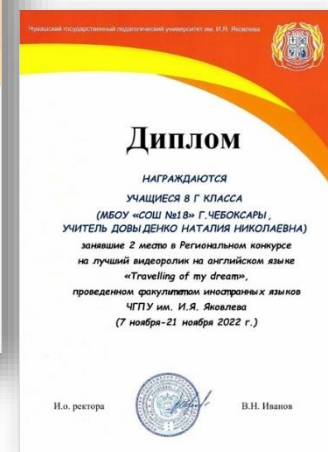 Чувашский государственный педагогический университет им. И.Я. Яковлева
Диплом
НАГРАЖДАЮТСЯ
УЧАЩИЕСЯ 8 Г КЛАССА
(МБОУ «СОШ №18» Г.ЧЕБОКСАРЫ,
УЧИТЕЛЬ ДОВЫДЕНКО НАТАЛИЯ НИКОЛАЕВНА)
занявшие 2 место в Региональном конкурсе
на лучший видеоролик на английском языке
«Travelling of my dream»,
проведенном факультетом иностранных языков
ЧГПУ им. И.Я. Яковлева
(7 ноября-21 ноября 2022 г.)
И.о. ректора
В.Н. Иванов